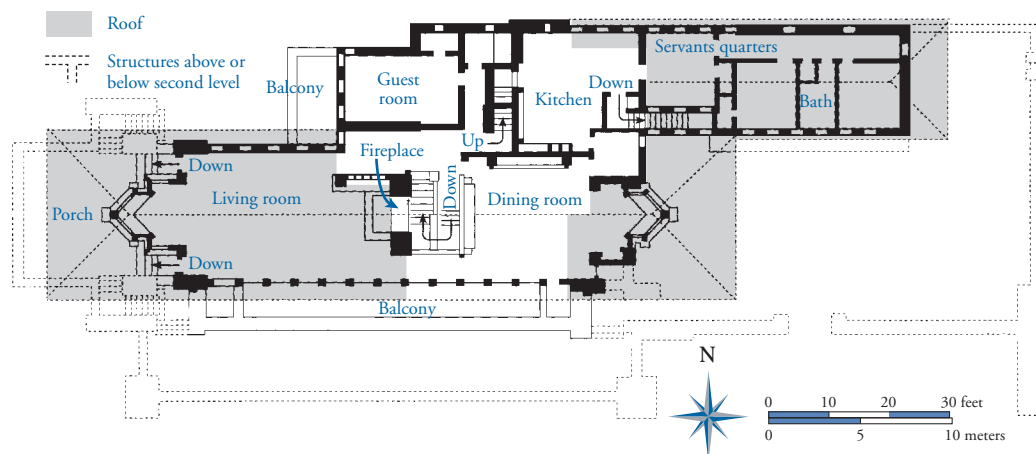 Roof
Structures above or
below second level
Servants quarters
Balcony
Guest
room
Kitchen
Down
Bath
Up
Fireplace
Down
Down
Living room
Dining room
Porch
Down
Balcony
N
0 10 20 30 feet
0 5 10 meters